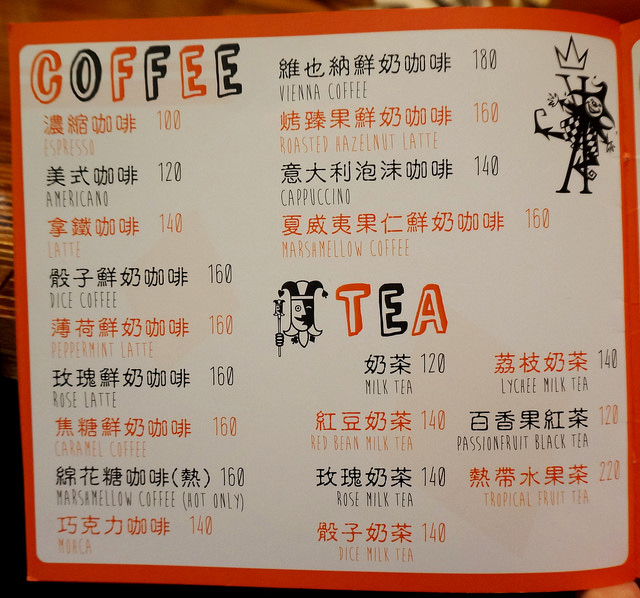 COFFEE
濃縮咖啡 100
ESPRESSO
美式咖啡 120
AMERICANO
拿鐵咖啡 140
LATTE
骰子鮮奶咖啡 160
DICE COFFEE
薄荷鮮奶咖啡 160
PEPPERMINT LATTE
玫瑰鮮奶咖啡 160
ROSE LATTE
焦糖鮮奶咖啡 160
CARAMEL COFFEE
綿花糖咖啡(熱) 160
MARSHMELLOW COFFEE (HOT ONLY)
巧克力咖啡 140
MOKCA
維也納鮮奶咖啡 180
VIENNA COFFEE
烤臻果鮮奶咖啡 160
ROASTED HAZELNUT LATTE
意大利泡沫咖啡 140
CAPPUCCINO
夏威夷果仁鮮奶咖啡 160
MARSHMELLOW COFFEE
TEA
奶茶 120
MILK TEA
紅豆奶茶 140
RED BEAN MILK TEA
玫瑰奶茶 140
ROSE MILK TEA
骰子奶茶 140
DICE MILK TEA
荔枝奶茶 140
LYCHEE MILK TEA
百香果紅茶 120
PASSIONFRUIT BLACK TEA
熱帶水果茶 220
TROPICAL FRUIT TEA